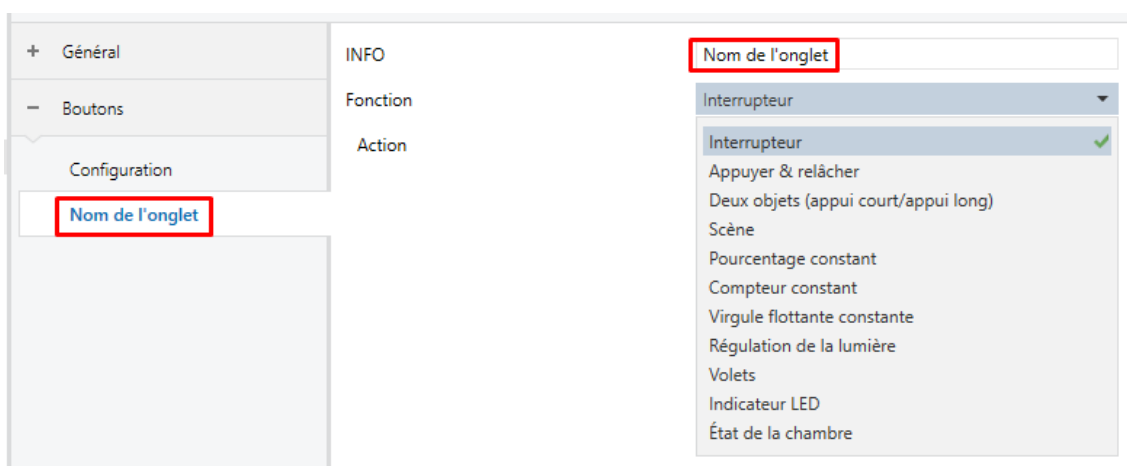 + Général
− Boutons
Configuration
Nom de l'onglet
INFO
Nom de l'onglet
Fonction
Interrupteur
Action
Interrupteur
Appuyer & relâcher
Deux objets (appui court/appui long)
Scène
Pourcentage constant
Compteur constant
Virgule flottante constante
Régulation de la lumière
Volets
Indicateur LED
État de la chambre